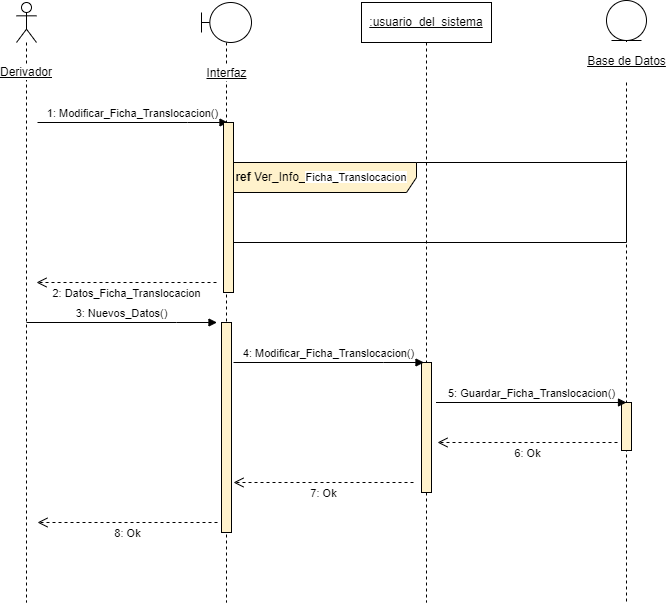 Derivador
Interfaz
:usuario_del_sistema
Base de Datos
1: Modificar_Ficha_Translocacion()
ref Ver_Info_Ficha_Translocacion
2: Datos_Ficha_Translocacion
3: Nuevos_Datos()
4: Modificar_Ficha_Translocacion()
5: Guardar_Ficha_Translocacion()
6: Ok
7: Ok
8: Ok